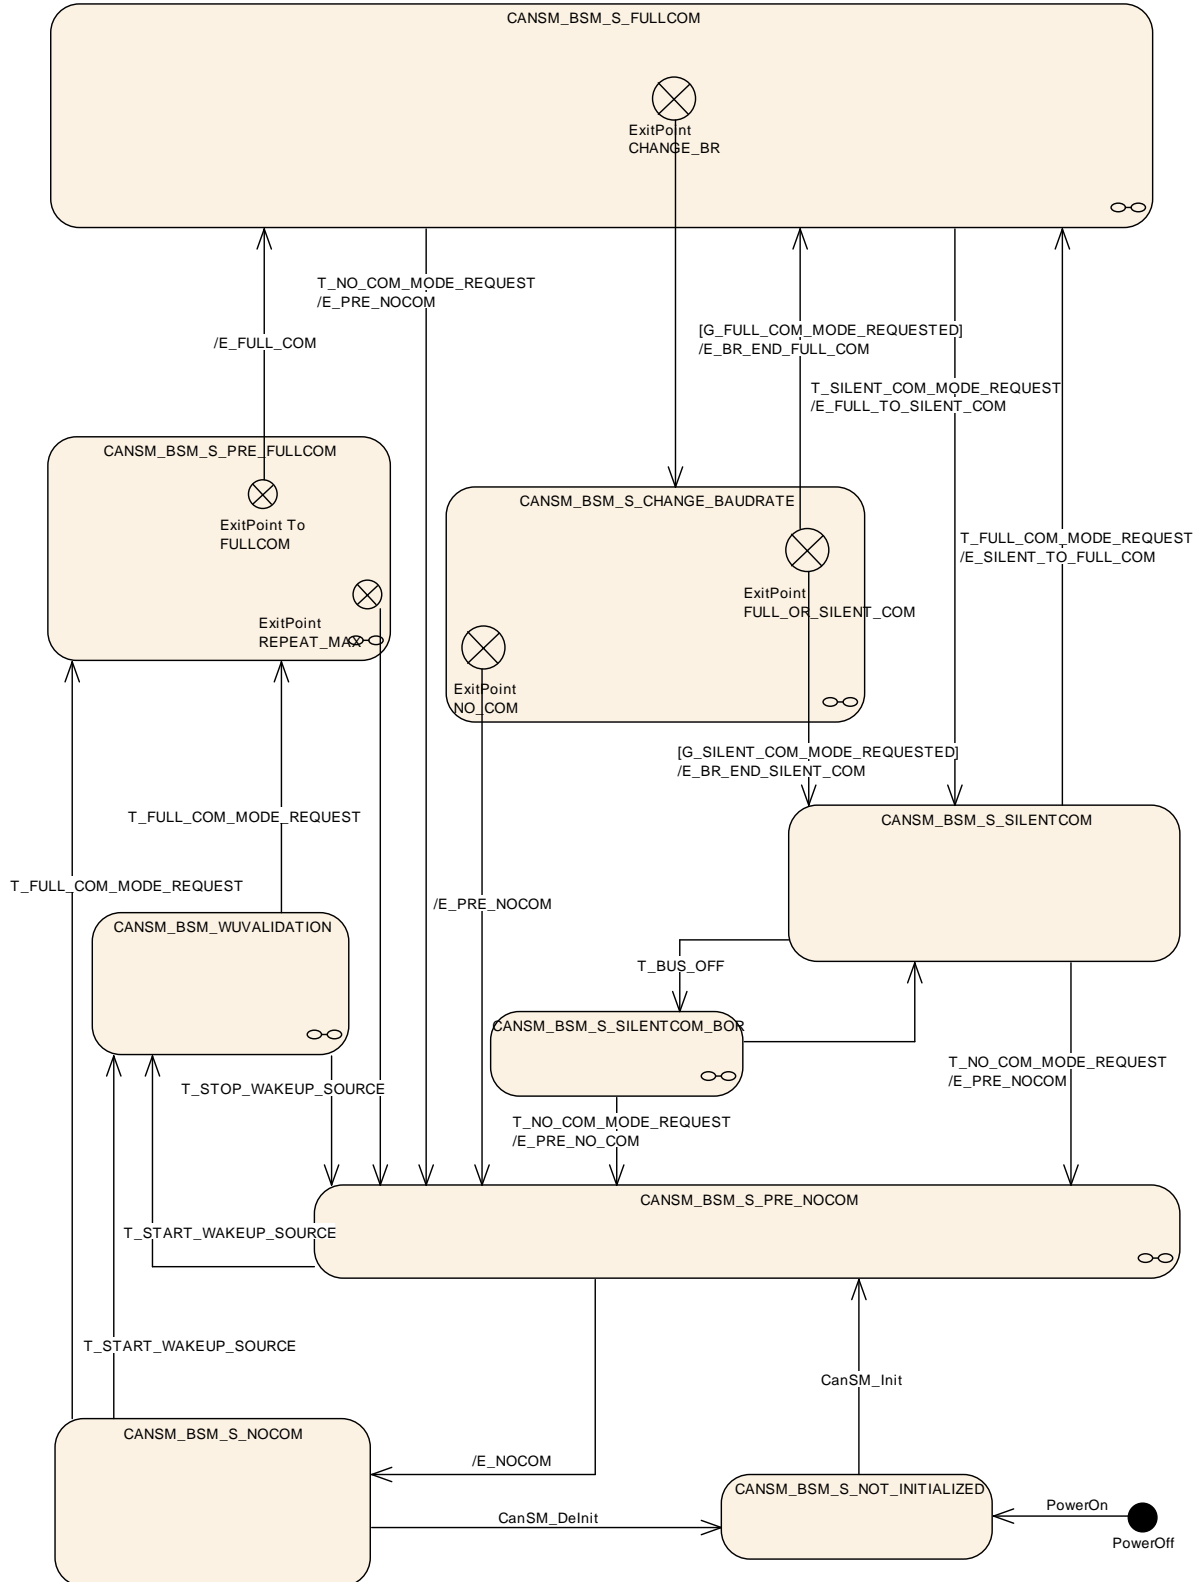 CANSM_BSM_S_FULLCOM
ExitPoint
CHANGE_BR
T_NO_COM_MODE_REQUEST
/E_PRE_NOCOM
/E_FULL_COM
[G_FULL_COM_MODE_REQUESTED]
/E_BR_END_FULL_COM
T_SILENT_COM_MODE_REQUEST
/E_FULL_TO_SILENT_COM
CANSM_BSM_S_PRE_FULLCOM
ExitPoint To
FULLCOM
ExitPoint
REPEAT_MAX
CANSM_BSM_S_CHANGE_BAUDRATE
ExitPoint
FULL_OR_SILENT_COM
ExitPoint
NO_COM
T_FULL_COM_MODE_REQUEST
/E_SILENT_TO_FULL_COM
[G_SILENT_COM_MODE_REQUESTED]
/E_BR_END_SILENT_COM
T_FULL_COM_MODE_REQUEST
CANSM_BSM_S_SILENTCOM
T_FULL_COM_MODE_REQUEST
/E_PRE_NOCOM
CANSM_BSM_WUVALIDATION
T_BUS_OFF
CANSM_BSM_S_SILENTCOM_BOR
T_NO_COM_MODE_REQUEST
/E_PRE_NOCOM
T_STOP_WAKEUP_SOURCE
T_NO_COM_MODE_REQUEST
/E_PRE_NO_COM
CANSM_BSM_S_PRE_NOCOM
T_START_WAKEUP_SOURCE
T_START_WAKEUP_SOURCE
CanSM_Init
CANSM_BSM_S_NOCOM
/E_NOCOM
CANSM_BSM_S_NOT_INITIALIZED
PowerOn
CanSM_DeInit
PowerOff